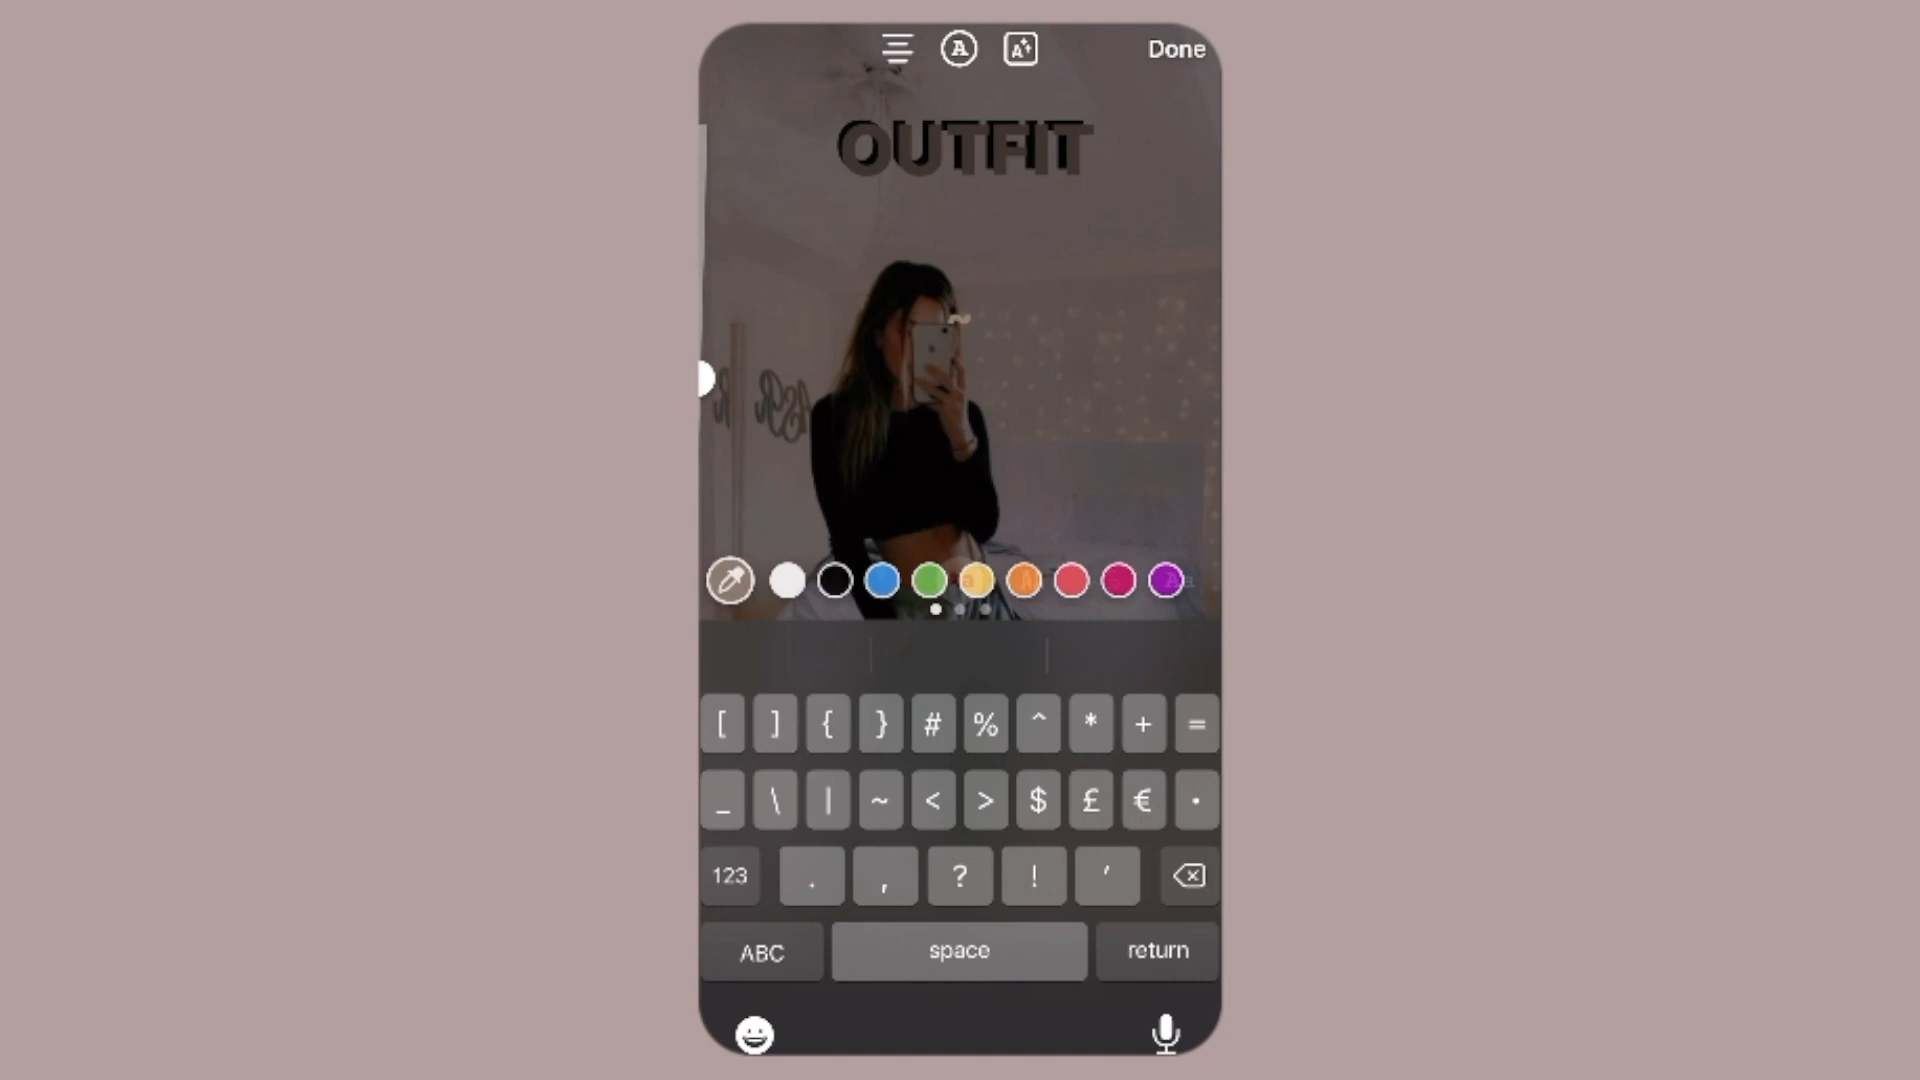 Done
OUTFIT
~
[ ] { } # % ^ * + =
_ \ | ~ < > $ £ € •
123 . , ? ! ′
ABC space return